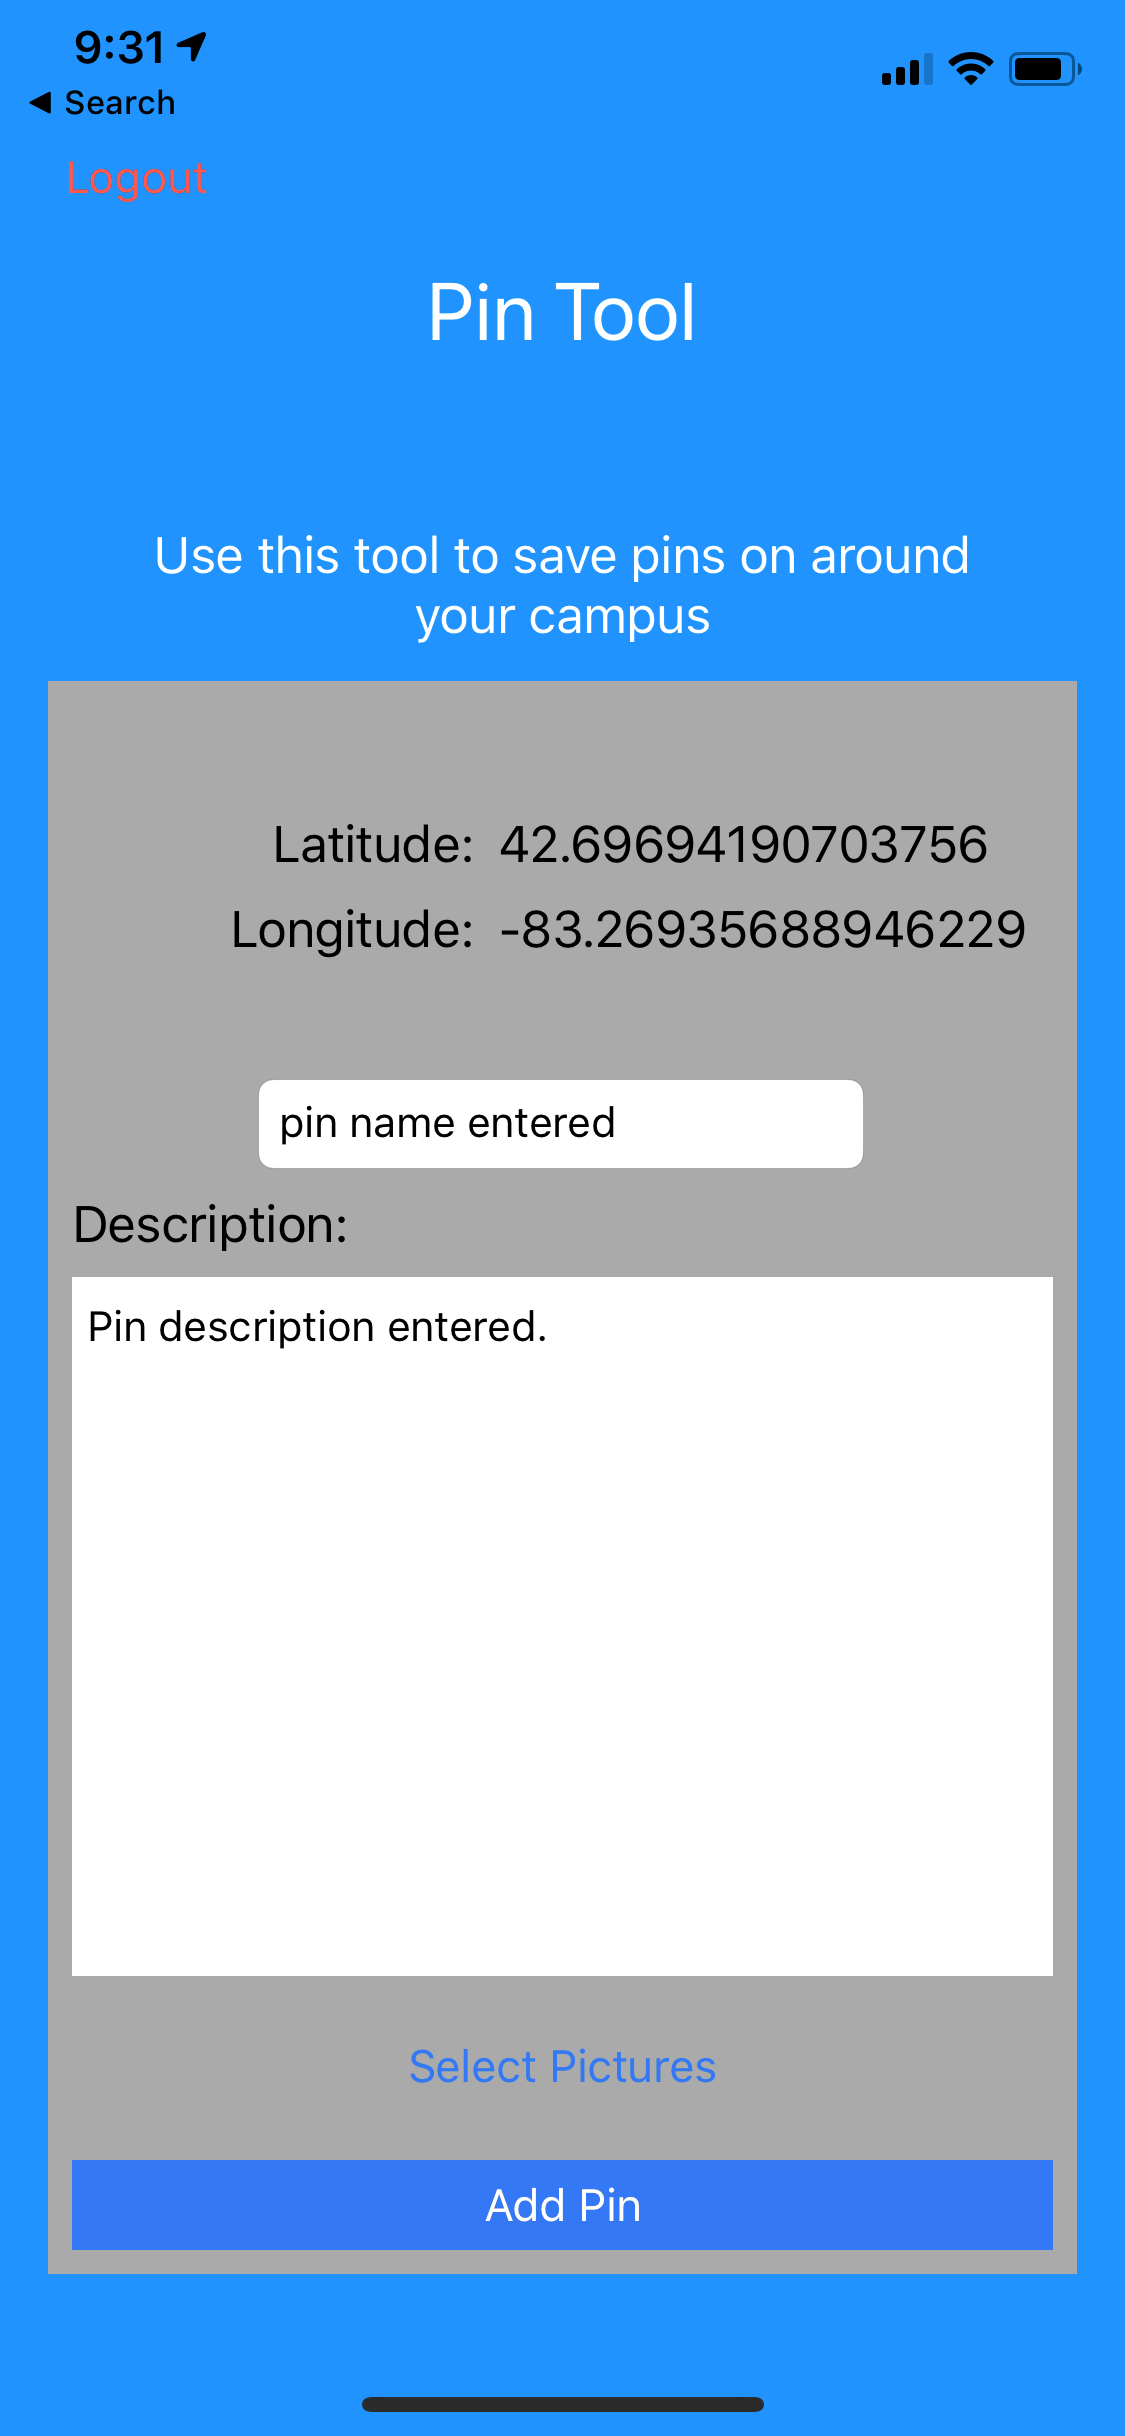 9:31
Search
Logout
Pin Tool
Use this tool to save pins on around
your campus
Latitude: 42.69694190703756
Longitude: -83.26935688946229
pin name entered
Description:
Pin description entered.
Select Pictures
Add Pin